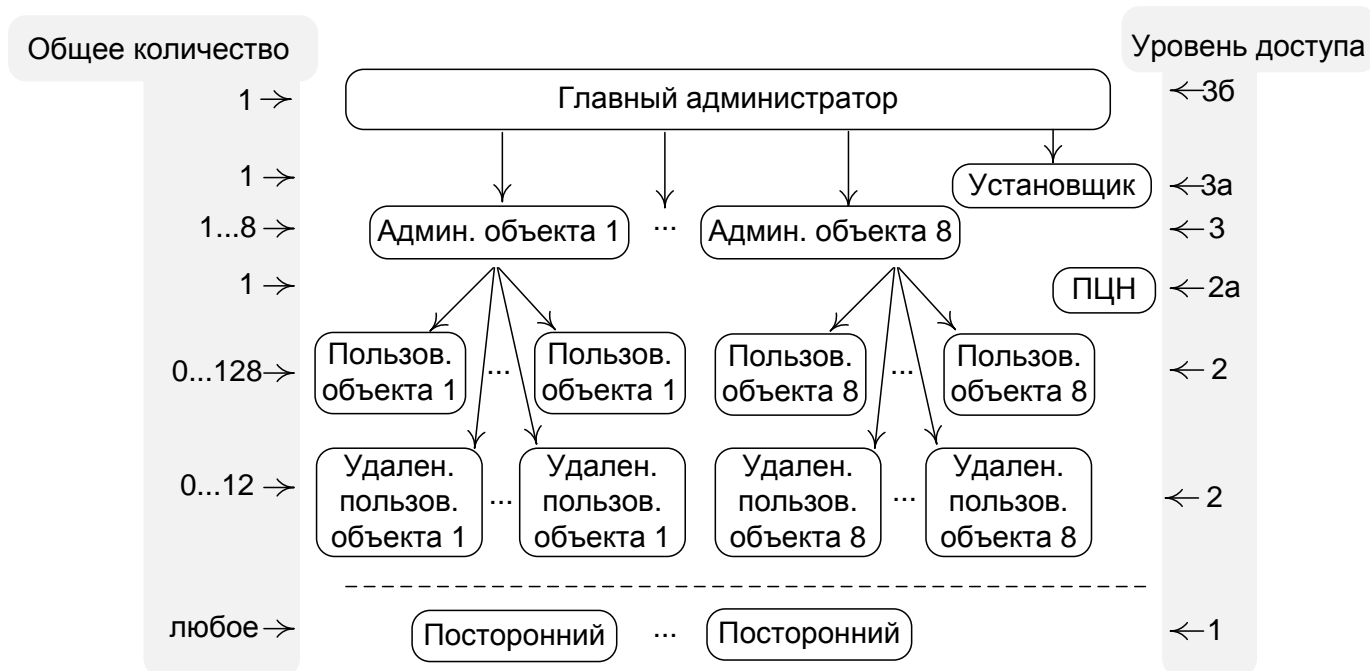 Общее количество
Уровень доступа
1
Главный администратор
3б
1
Установщик
3а
1...8
Админ. объекта 1
...
Админ. объекта 8
3
1
ПЦН
2а
0...128
Пользов.
объекта 1
...
Пользов.
объекта 1
Пользов.
объекта 8
...
Пользов.
объекта 8
2
0...12
Удален.
пользов.
объекта 1
...
Удален.
пользов.
объекта 1
Удален.
пользов.
объекта 8
...
Удален.
пользов.
объекта 8
2
любое
Посторонний
...
Посторонний
1